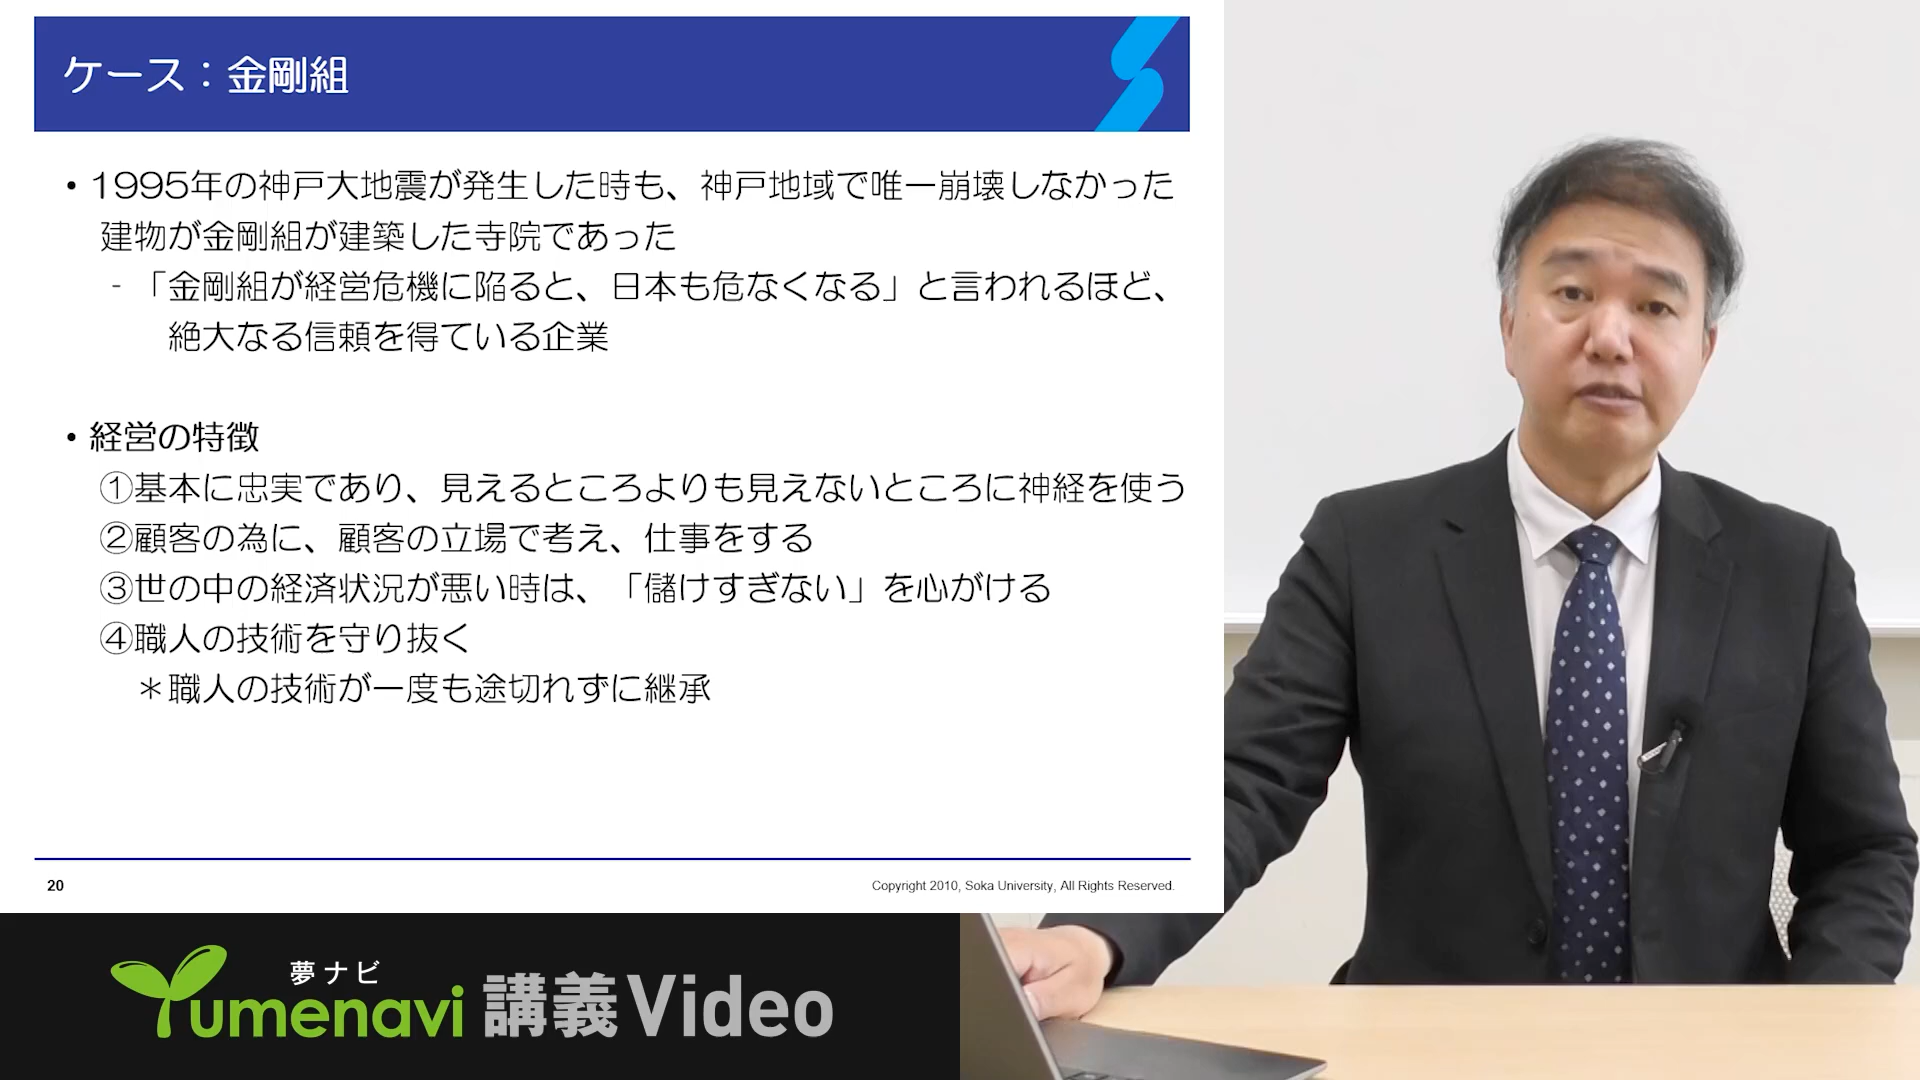 ケース：金剛組
・1995年の神戸大地震が発生した時も、神戸地域で唯一崩壊しなかった
建物が金剛組が建築した寺院であった
-「金剛組が経営危機に陥ると、日本も危なくなる」と言われるほど、
絶大なる信頼を得ている企業
・経営の特徴
①基本に忠実であり、見えるところよりも見えないところに神経を使う
②顧客の為に、顧客の立場で考え、仕事をする
③世の中の経済状況が悪い時は、「儲けすぎない」を心がける
④職人の技術を守り抜く
＊職人の技術が一度も途切れずに継承
20
Copyright 2010, Soka University, All Rights Reserved.
夢ナビ
Yumenavi 講義Video